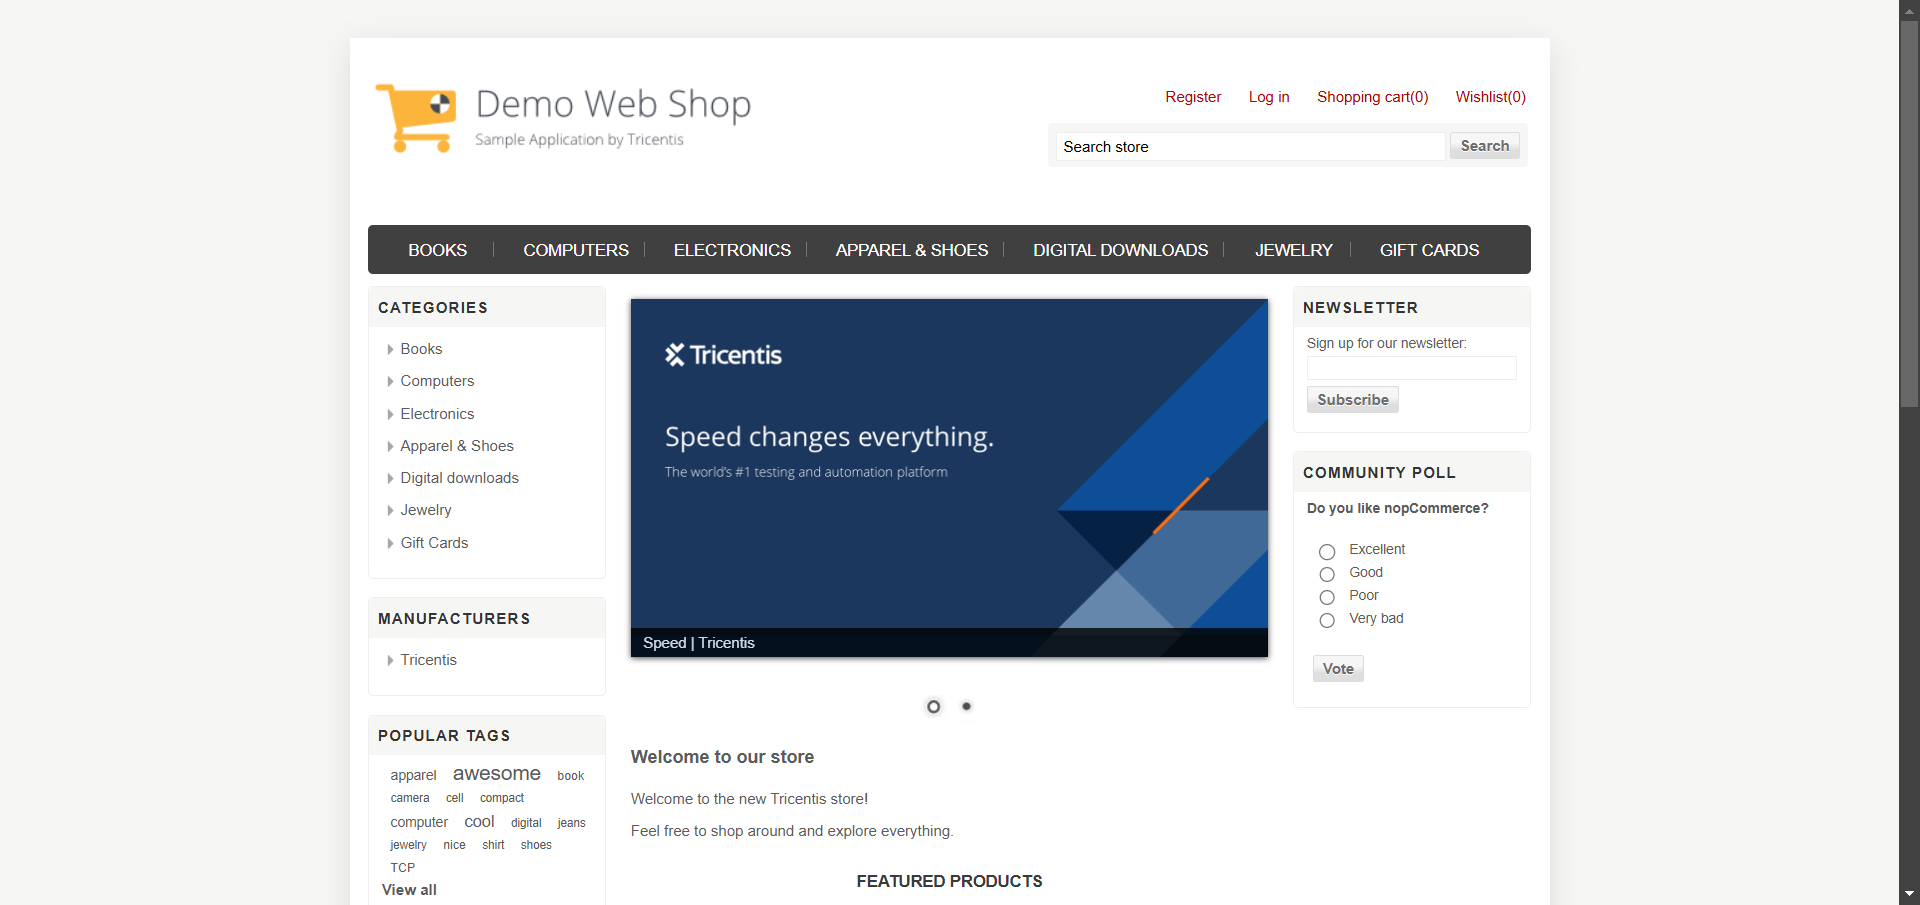 Demo Web Shop
Sample Application by Tricentis
Register Log in Shopping cart(0) Wishlist(0)
Search store Search
BOOKS COMPUTERS ELECTRONICS APPAREL & SHOES DIGITAL DOWNLOADS JEWELRY GIFT CARDS
CATEGORIES
Books
Computers
Electronics
Apparel & Shoes
Digital downloads
Jewelry
Gift Cards
MANUFACTURERS
Tricentis
POPULAR TAGS
apparel awesome book
camera cell compact
computer cool digital jeans
jewelry nice shirt shoes
TCP
View all
Tricentis
Speed changes everything.
The world's #1 testing and automation platform
Speed | Tricentis
Welcome to our store
Welcome to the new Tricentis store!
Feel free to shop around and explore everything.
FEATURED PRODUCTS
NEWSLETTER
Sign up for our newsletter:
Subscribe
COMMUNITY POLL
Do you like nopCommerce?
Excellent
Good
Poor
Very bad
Vote